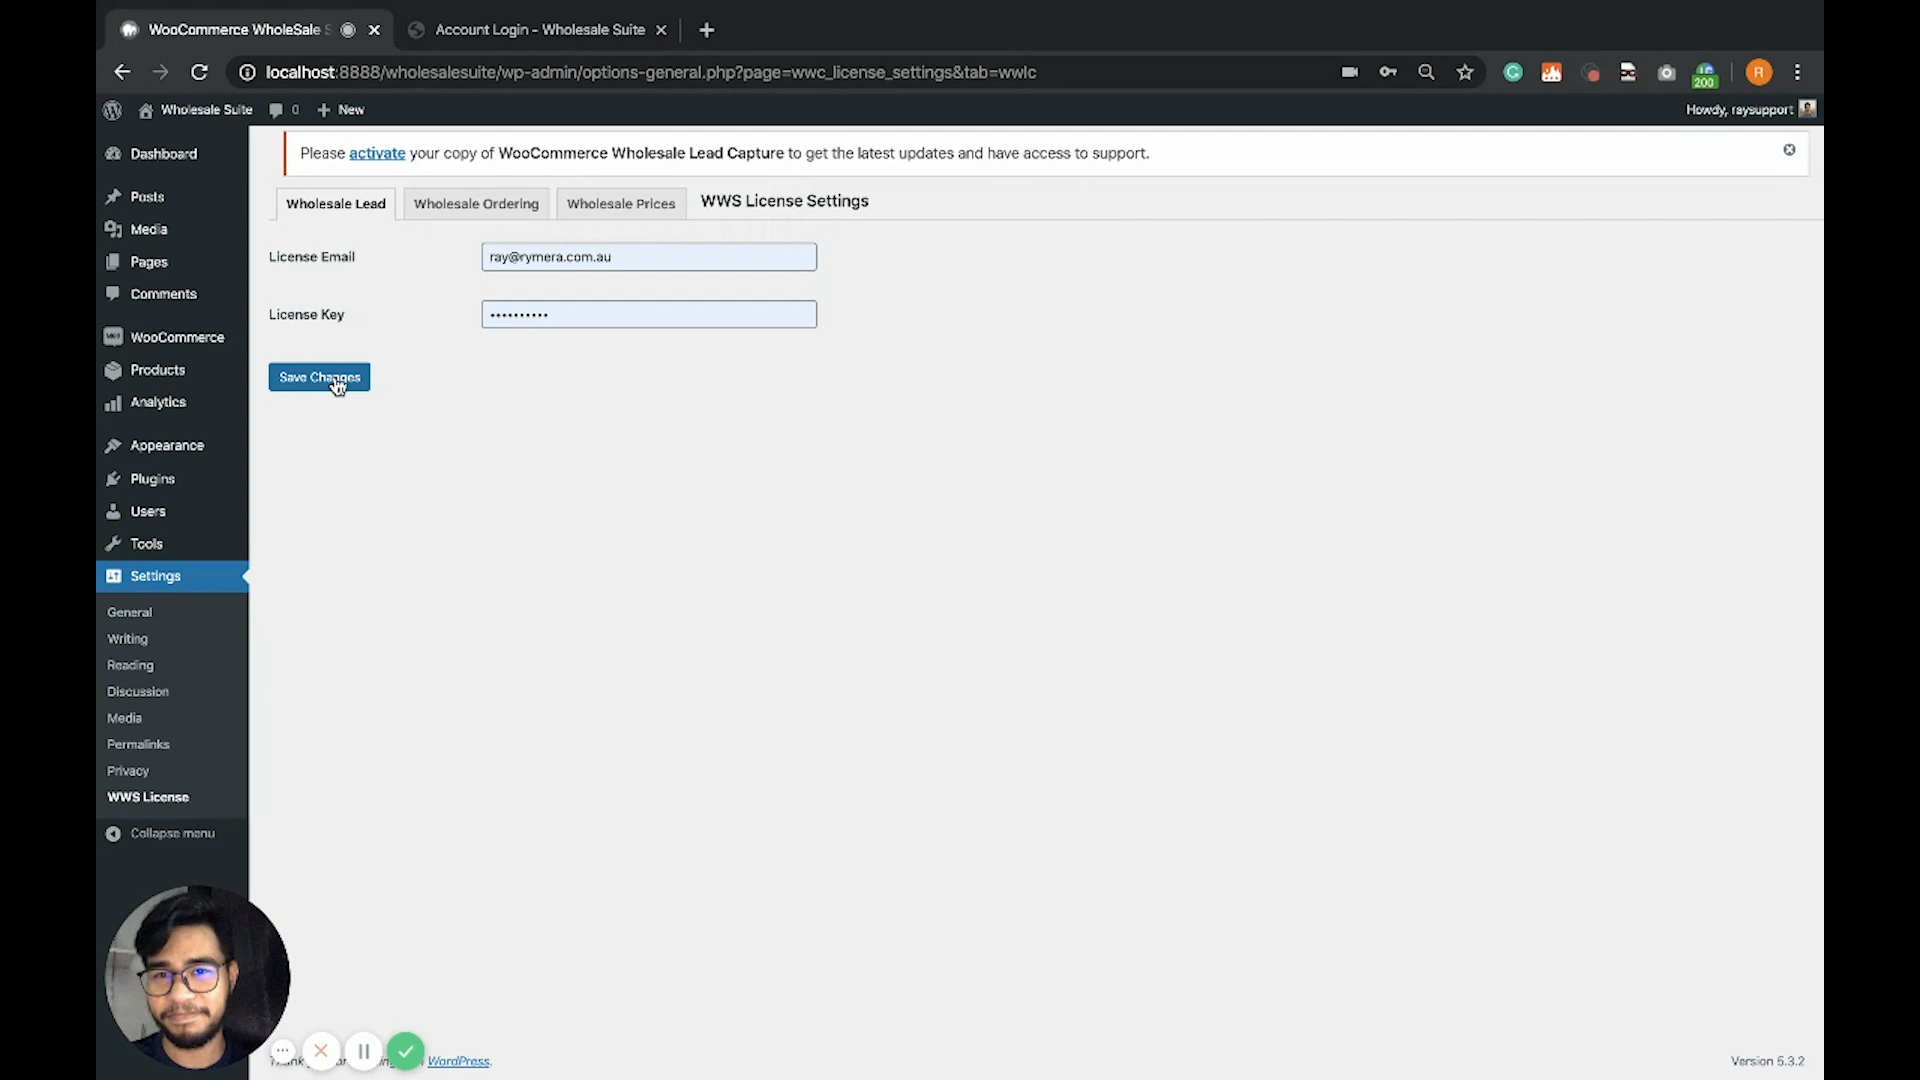 WooCommerce WholeSale S
Account Login - Wholesale Suite
localhost:8888/wholesalesuite/wp-admin/options-general.php?page=wwc_license_settings&tab=wwlc
200
R
Wholesale Suite
0
New
Howdy, raysupport
Dashboard
Posts
Media
Pages
Comments
WooCommerce
Products
Analytics
Appearance
Plugins
Users
Tools
Settings
General
Writing
Reading
Discussion
Media
Permalinks
Privacy
WWS License
Collapse menu
Please activate your copy of WooCommerce Wholesale Lead Capture to get the latest updates and have access to support.
Wholesale Lead
Wholesale Ordering
Wholesale Prices
WWS License Settings
License Email
ray@rymera.com.au
License Key
••••••••••
Save Changes
WordPress.
Version 5.3.2